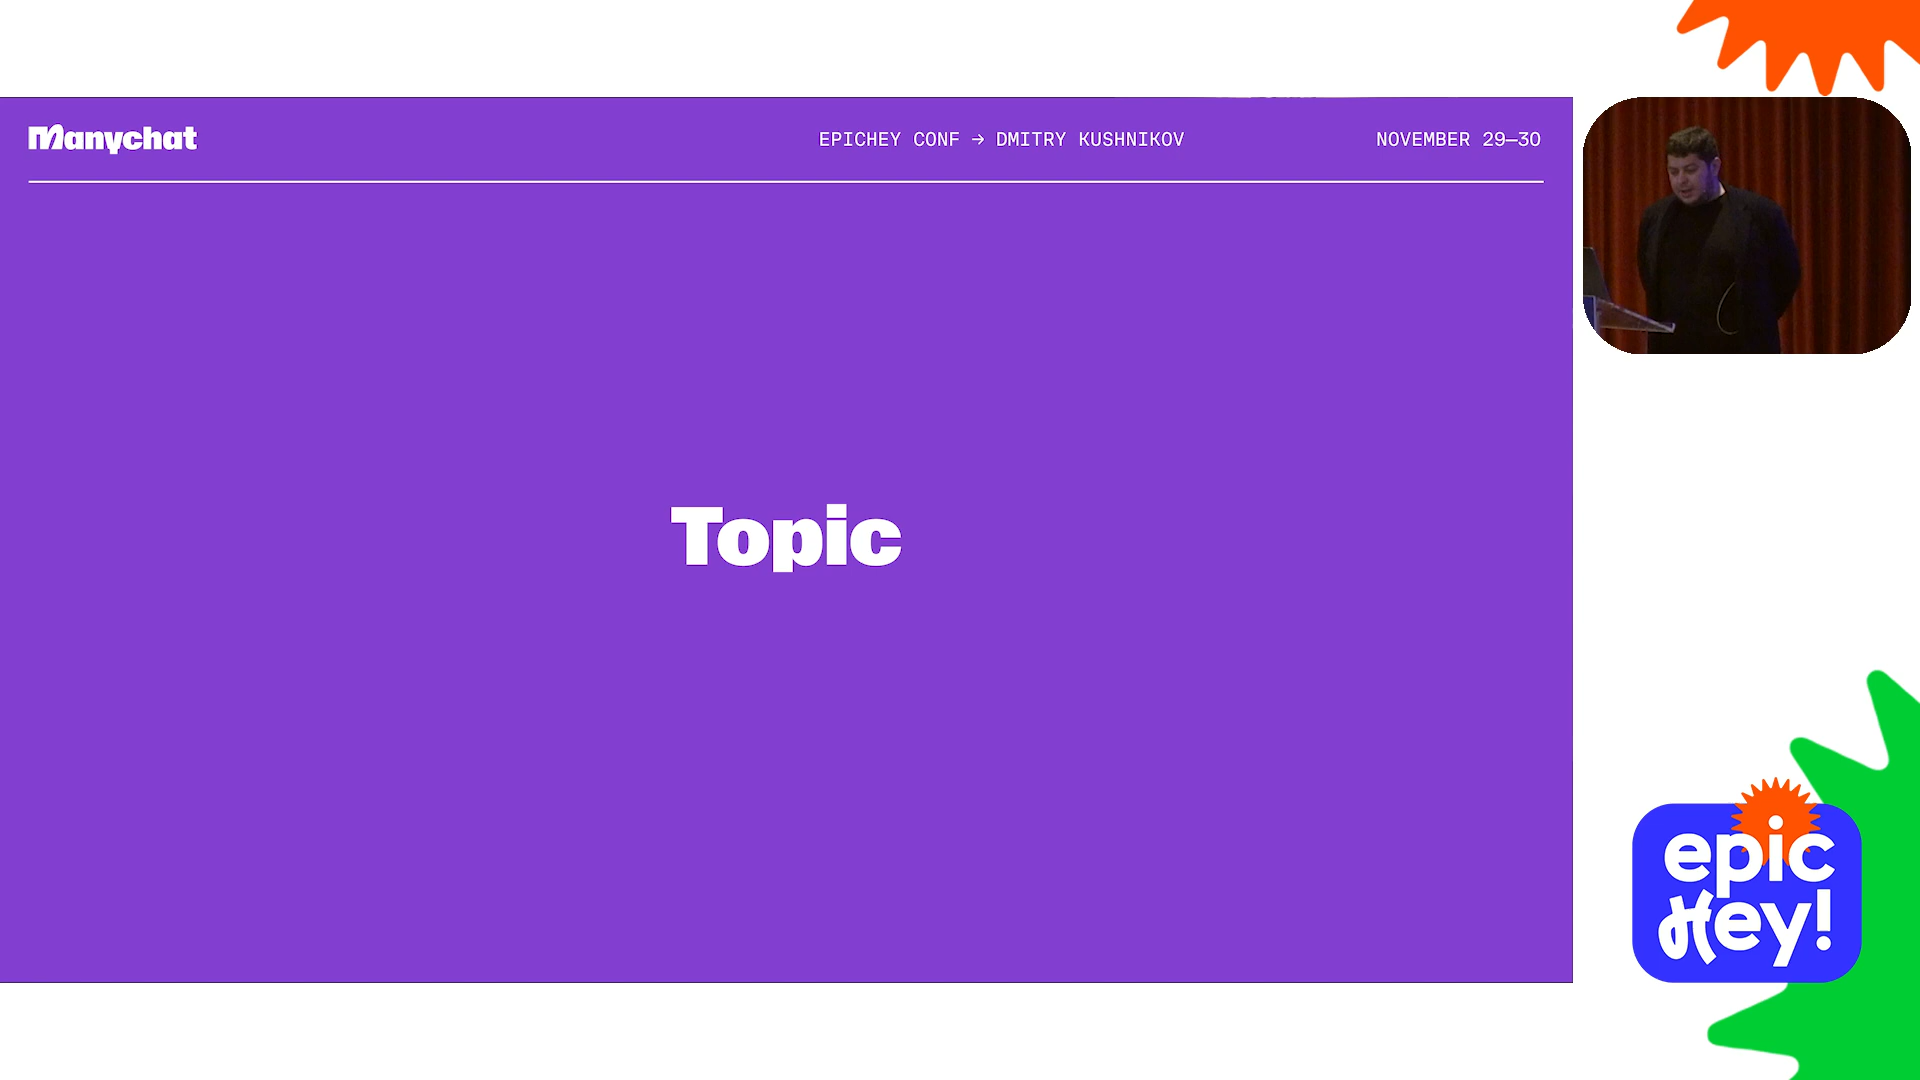 Manychat
EPICHEY CONF → DMITRY KUSHNIKOV
NOVEMBER 29—30
Topic
epic
Hey!